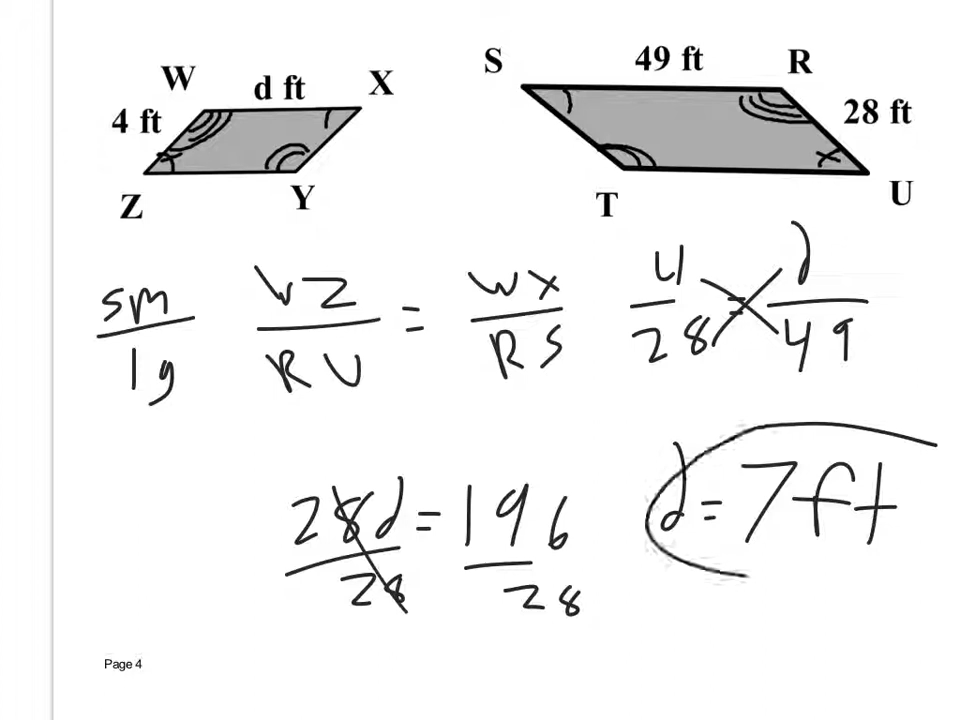 W d ft X S 49 ft R
4 ft 28 ft
Z Y T U
sm/lg WZ/RU = WX/RS 4/28 = d/49
28d/28 = 196/28 d = 7ft
Page 4